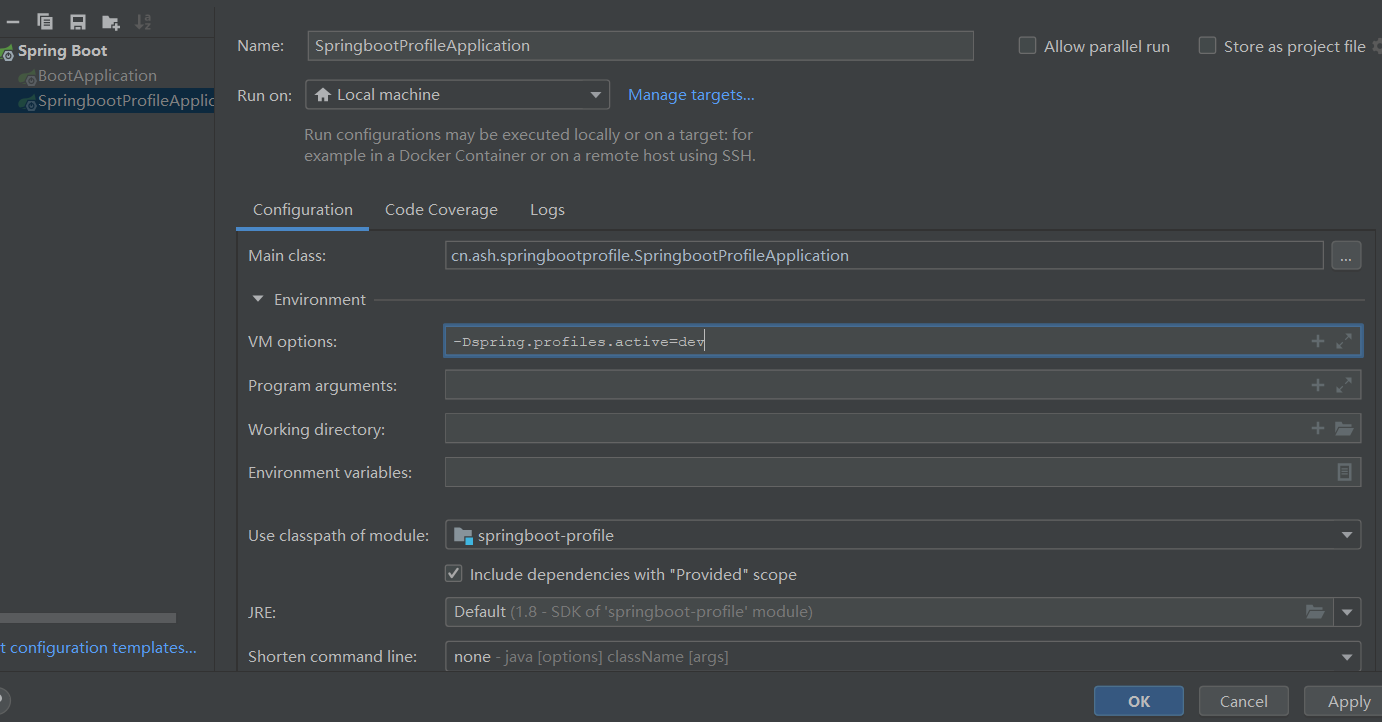 Spring Boot
BootApplication
SpringbootProfileApplic
t configuration templates...
Name: SpringbootProfileApplication
Allow parallel run
Store as project file
Run on: Local machine
Manage targets...
Run configurations may be executed locally or on a target: for
example in a Docker Container or on a remote host using SSH.
Configuration Code Coverage Logs
Main class: cn.ash.springbootprofile.SpringbootProfileApplication ...
Environment
VM options: -Dspring.profiles.active=dev
Program arguments:
Working directory:
Environment variables:
Use classpath of module: springboot-profile
Include dependencies with "Provided" scope
JRE: Default (1.8 - SDK of 'springboot-profile' module)
Shorten command line: none - java [options] className [args]
OK Cancel Apply